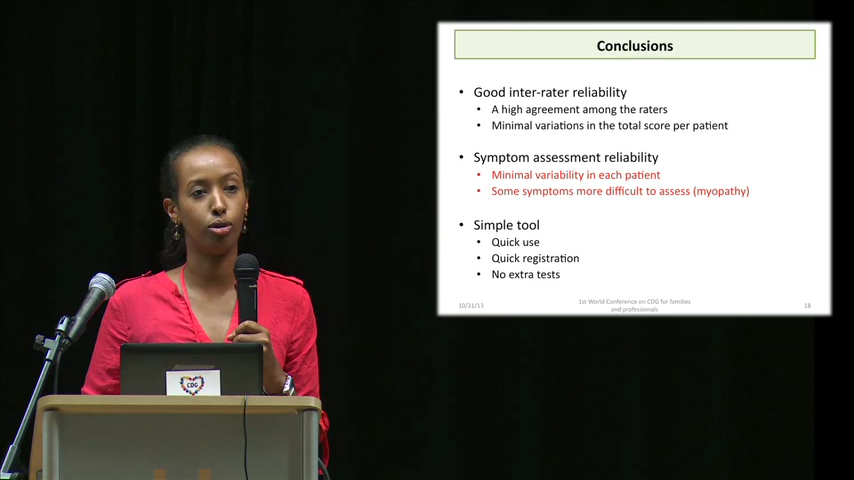 Conclusions
• Good inter-rater reliability
• A high agreement among the raters
• Minimal variations in the total score per patient
• Symptom assessment reliability
• Minimal variability in each patient
• Some symptoms more difficult to assess (myopathy)
• Simple tool
• Quick use
• Quick registration
• No extra tests
10/31/13
1st World Conference on CDG for families
and professionals
18
CDG